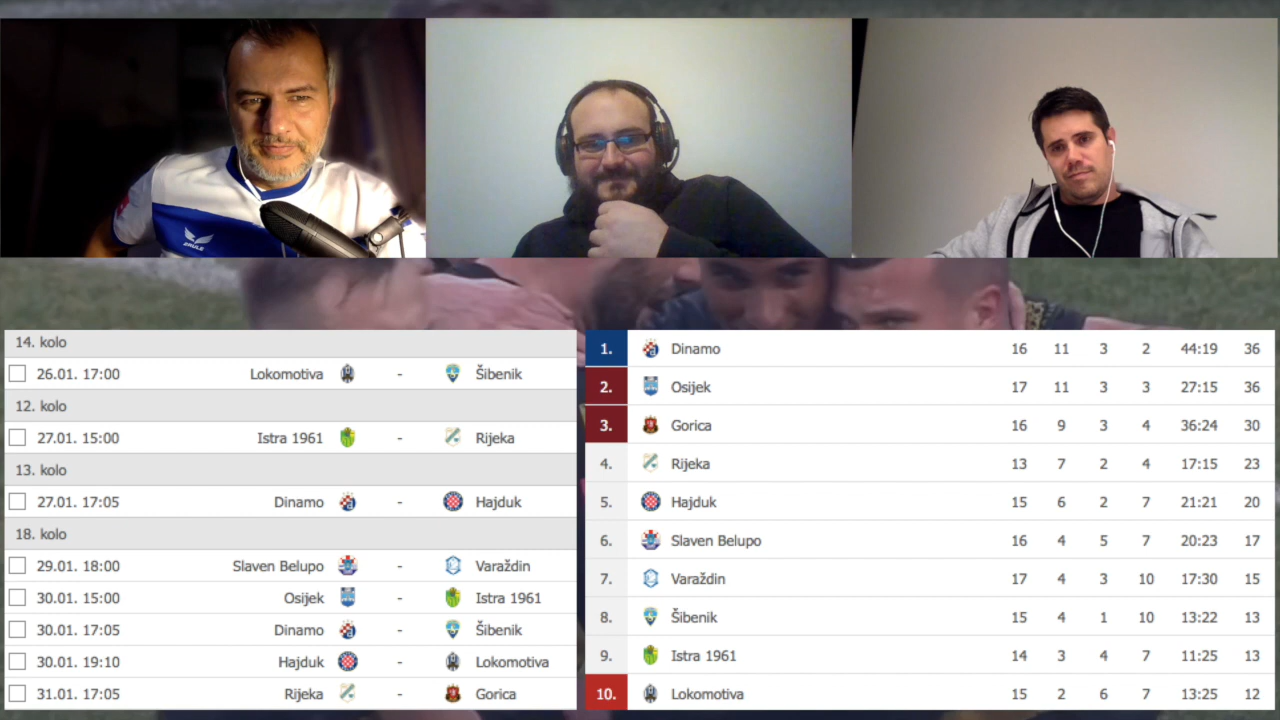 ERIMA
14. kolo
26.01. 17:00 Lokomotiva - Šibenik
12. kolo
27.01. 15:00 Istra 1961 - Rijeka
13. kolo
27.01. 17:05 Dinamo - Hajduk
18. kolo
29.01. 18:00 Slaven Belupo - Varaždin
30.01. 15:00 Osijek - Istra 1961
30.01. 17:05 Dinamo - Šibenik
30.01. 19:10 Hajduk - Lokomotiva
31.01. 17:05 Rijeka - Gorica
1. Dinamo 16 11 3 2 44:19 36
2. Osijek 17 11 3 3 27:15 36
3. Gorica 16 9 3 4 36:24 30
4. Rijeka 13 7 2 4 17:15 23
5. Hajduk 15 6 2 7 21:21 20
6. Slaven Belupo 16 4 5 7 20:23 17
7. Varaždin 17 4 3 10 17:30 15
8. Šibenik 15 4 1 10 13:22 13
9. Istra 1961 14 3 4 7 11:25 13
10. Lokomotiva 15 2 6 7 13:25 12